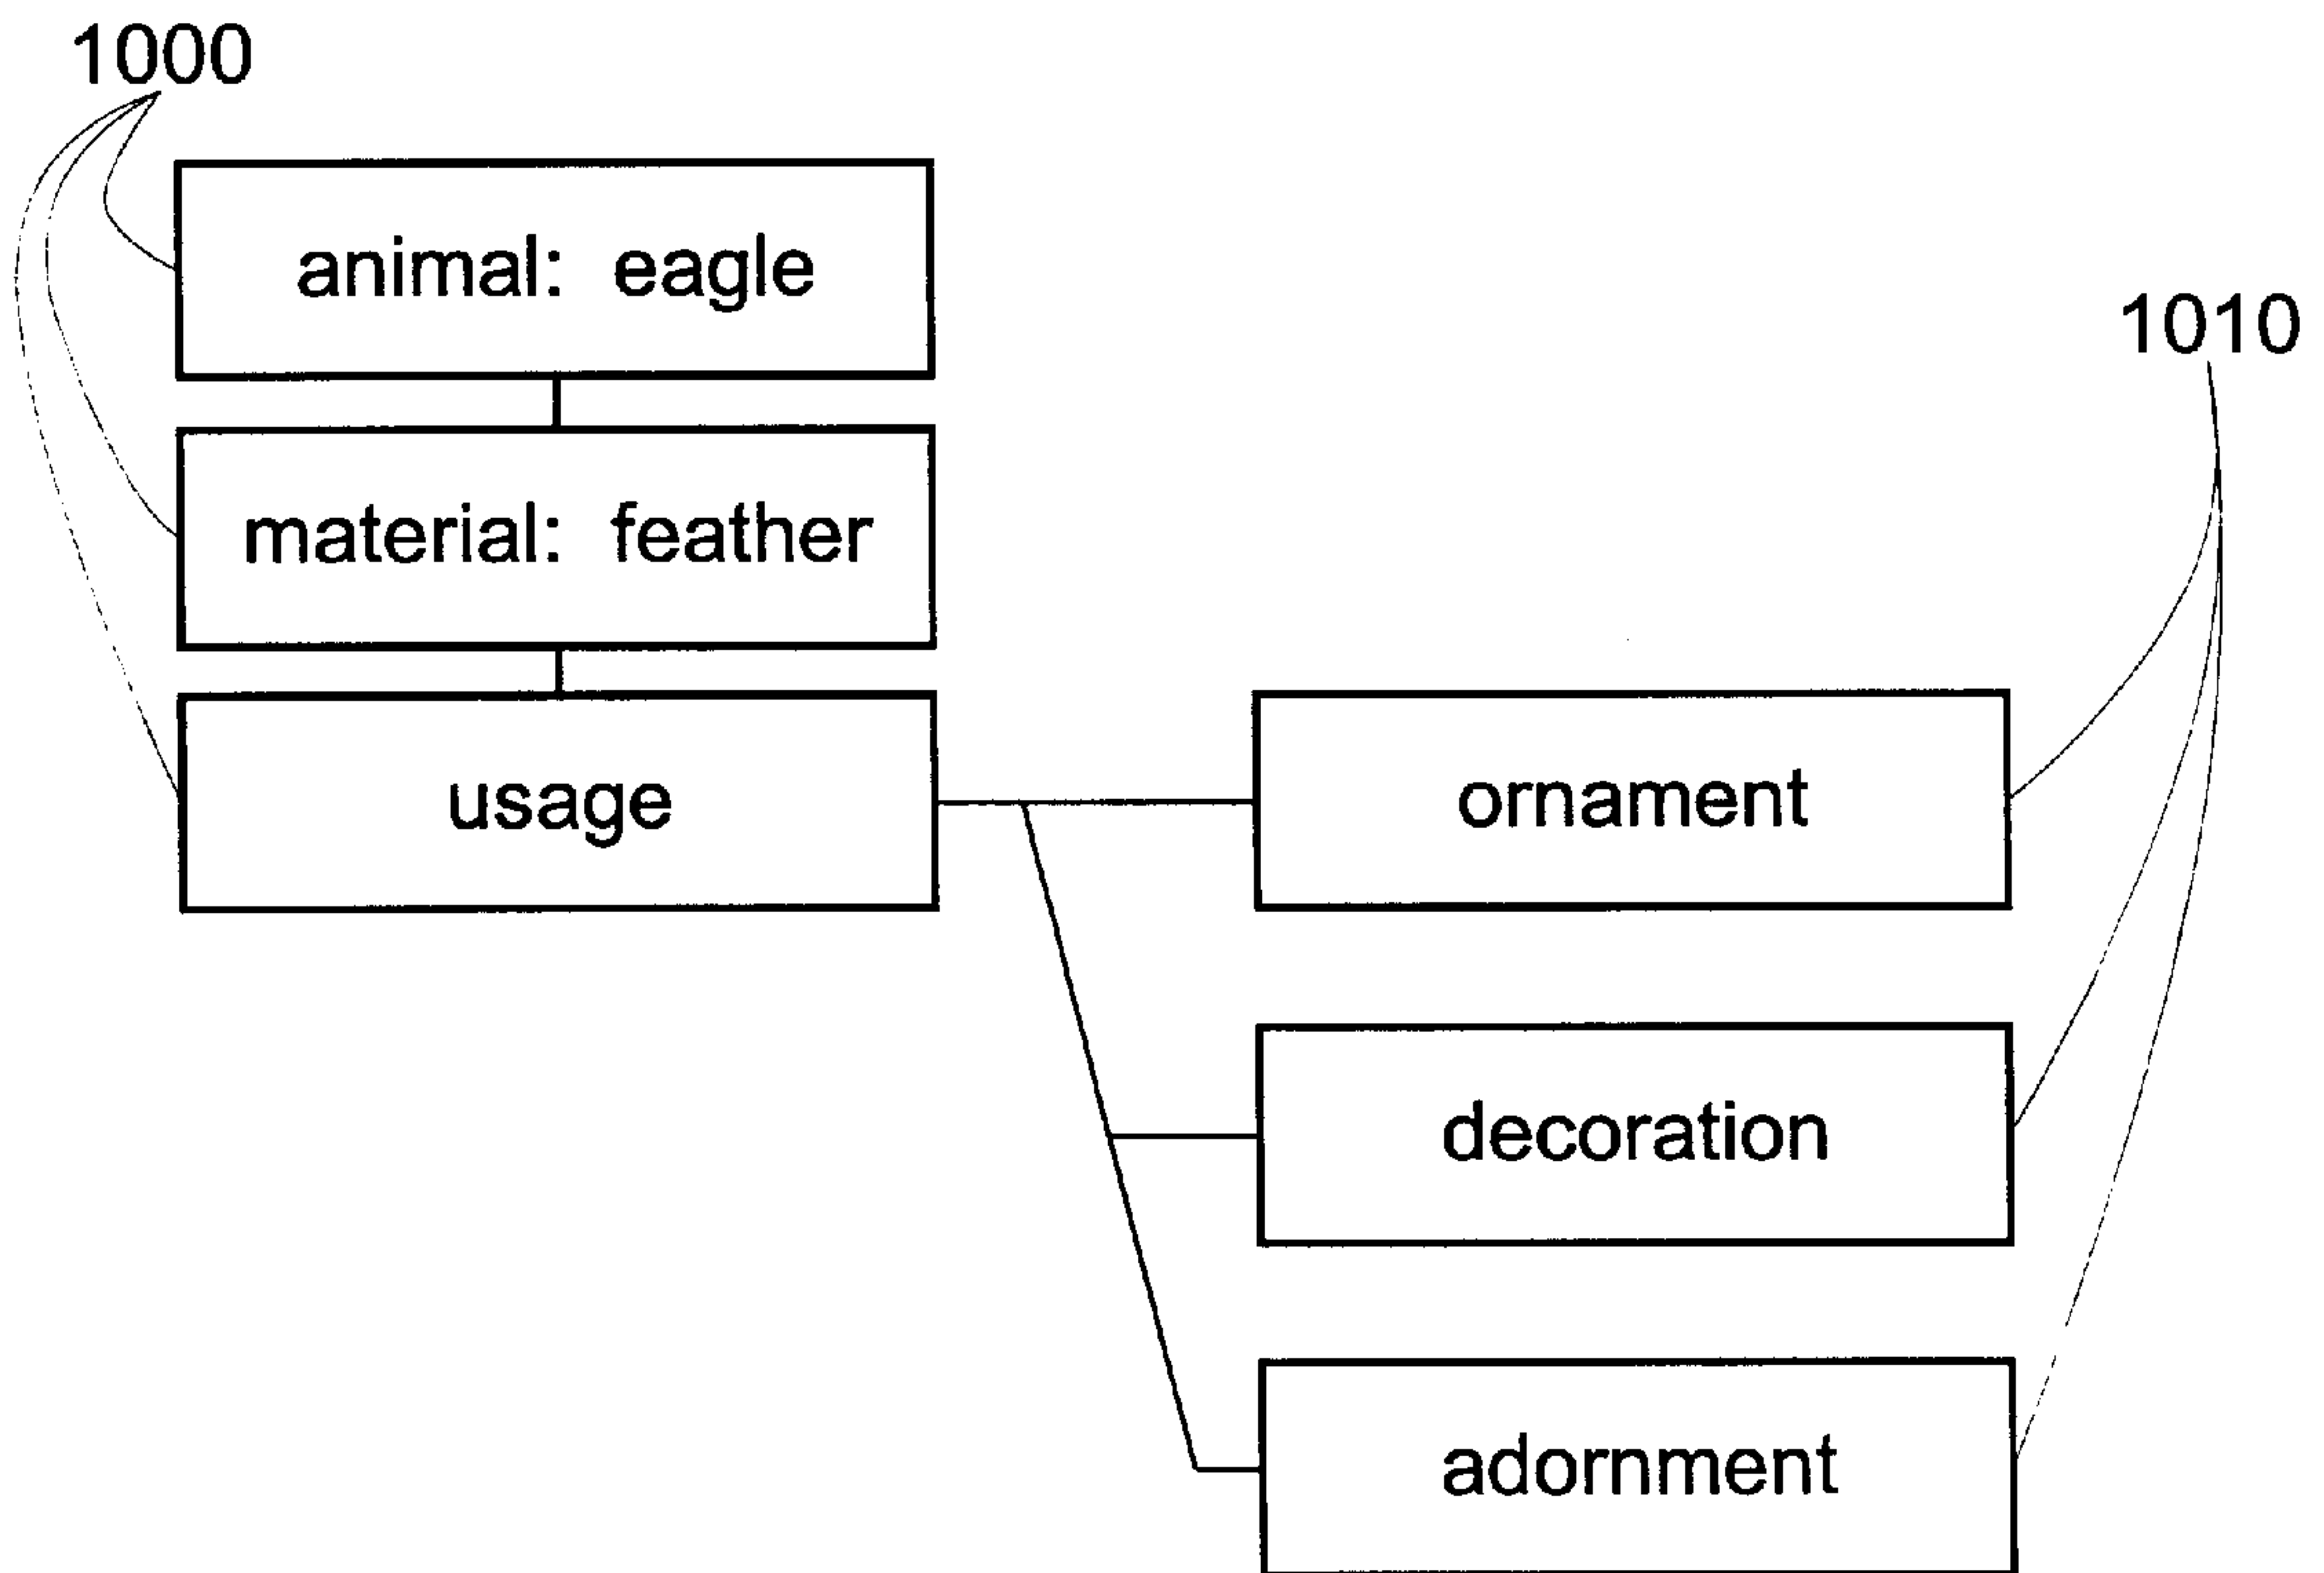 1000
animal: eagle
1010
material: feather
usage
ornament
decoration
adornment